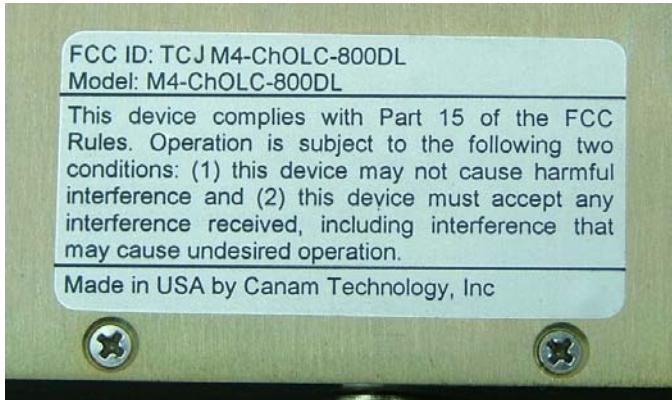 FCC ID: TCJ M4-ChOLC-800DL
Model: M4-ChOLC-800DL
This device complies with Part 15 of the FCC
Rules. Operation is subject to the following two
conditions: (1) this device may not cause harmful
interference and (2) this device must accept any
interference received, including interference that
may cause undesired operation.
Made in USA by Canam Technology, Inc